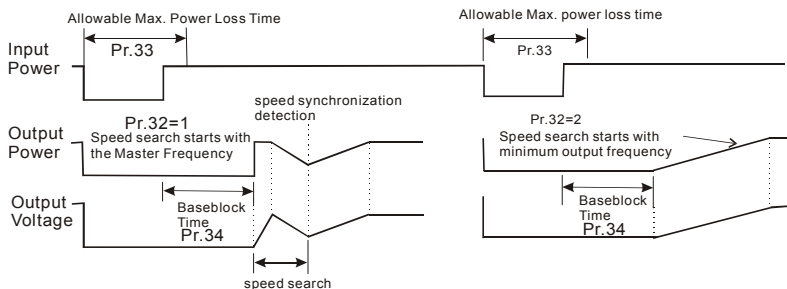 Allowable Max. Power Loss Time
Pr.33
Input
Power
speed synchronization
detection
Pr.32=1
Output
Power
Speed search starts with
the Master Frequency
Output
Voltage
Baseblock
Time
Pr.34
speed search
Allowable Max. power loss time
Pr.33
Pr.32=2
Speed search starts with
minimum output frequency
Baseblock
Time
Pr.34